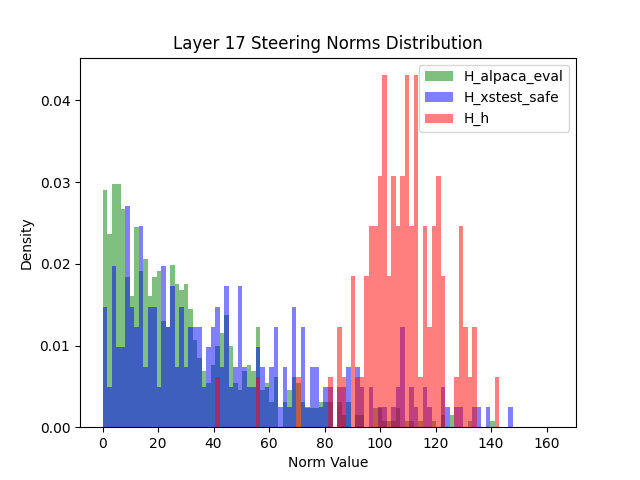 Layer 17 Steering Norms Distribution
H_alpaca_eval
H_xstest_safe
H_h
Density
0.04
0.03
0.02
0.01
0.00
0 20 40 60 80 100 120 140 160
Norm Value